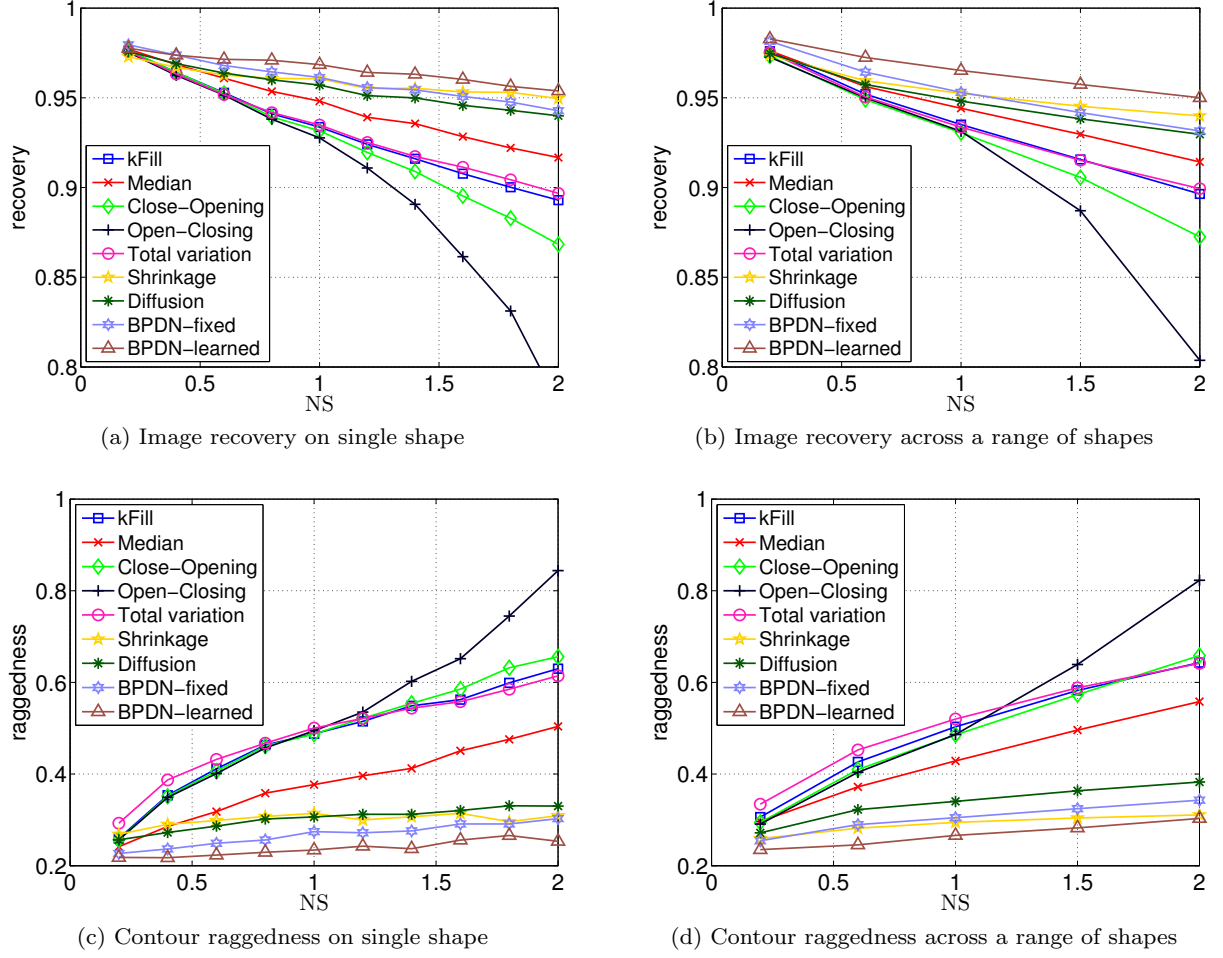 1
0.95
0.9
0.85
0.8
recovery
kFill
Median
Close-Opening
Open-Closing
Total variation
Shrinkage
Diffusion
BPDN-fixed
BPDN-learned
0 0.5 1 1.5 2
NS
(a) Image recovery on single shape
1
0.95
0.9
0.85
0.8
recovery
kFill
Median
Close-Opening
Open-Closing
Total variation
Shrinkage
Diffusion
BPDN-fixed
BPDN-learned
0 0.5 1 1.5 2
NS
(b) Image recovery across a range of shapes
1
0.8
0.6
0.4
0.2
raggedness
kFill
Median
Close-Opening
Open-Closing
Total variation
Shrinkage
Diffusion
BPDN-fixed
BPDN-learned
0 0.5 1 1.5 2
NS
(c) Contour raggedness on single shape
1
0.8
0.6
0.4
0.2
raggedness
kFill
Median
Close-Opening
Open-Closing
Total variation
Shrinkage
Diffusion
BPDN-fixed
BPDN-learned
0 0.5 1 1.5 2
NS
(d) Contour raggedness across a range of shapes